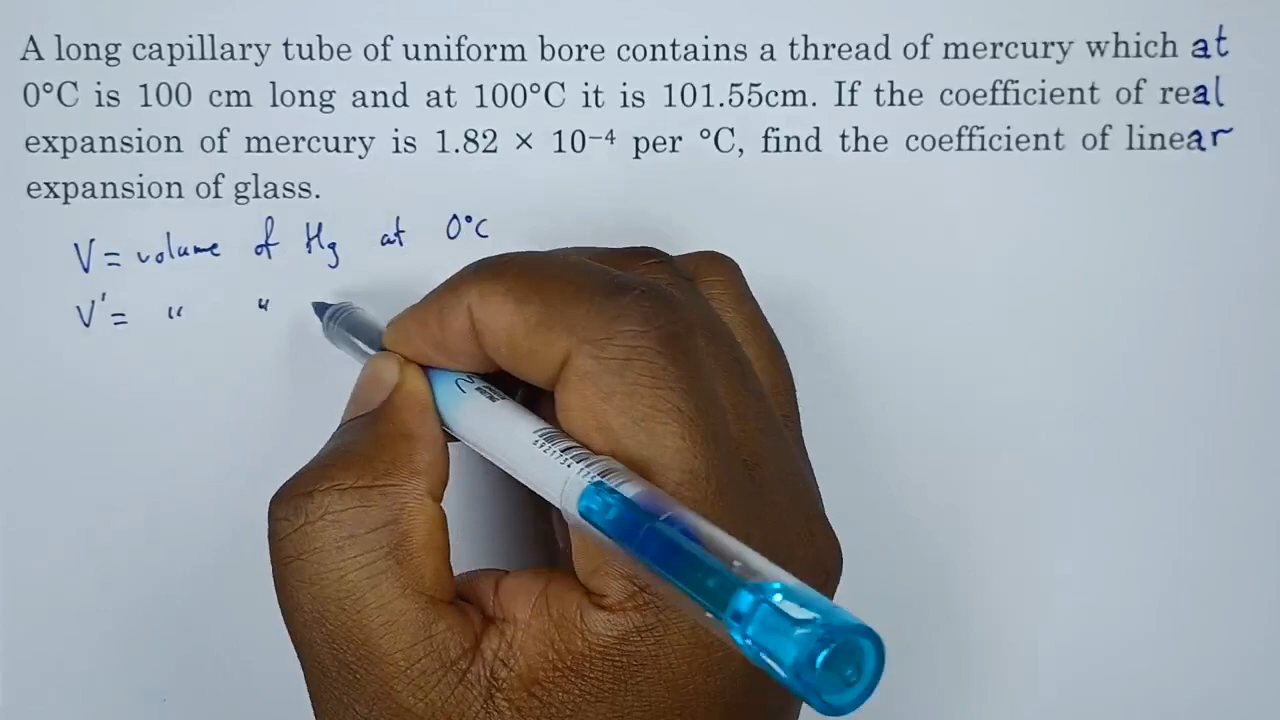 A long capillary tube of uniform bore contains a thread of mercury which at
0°C is 100 cm long and at 100°C it is 101.55cm. If the coefficient of real
expansion of mercury is 1.82 × 10⁻⁴ per °C, find the coefficient of linear
expansion of glass.
V = volume of Hg at 0°C
V' = " "